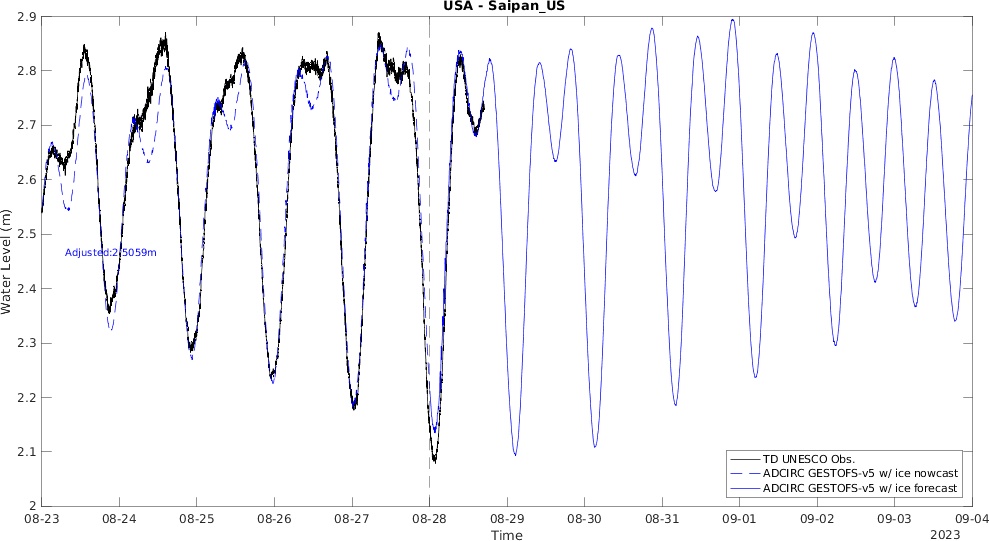 USA - Saipan_US
2.9
2.8
2.7
2.6
2.5
2.4
2.3
2.2
2.1
2
Water Level (m)
Adjusted:2.5059m
TD UNESCO Obs.
ADCIRC GESTOFS-v5 w/ ice nowcast
ADCIRC GESTOFS-v5 w/ ice forecast
08-23 08-24 08-25 08-26 08-27 08-28 08-29 08-30 08-31 09-01 09-02 09-03 09-04
Time
2023